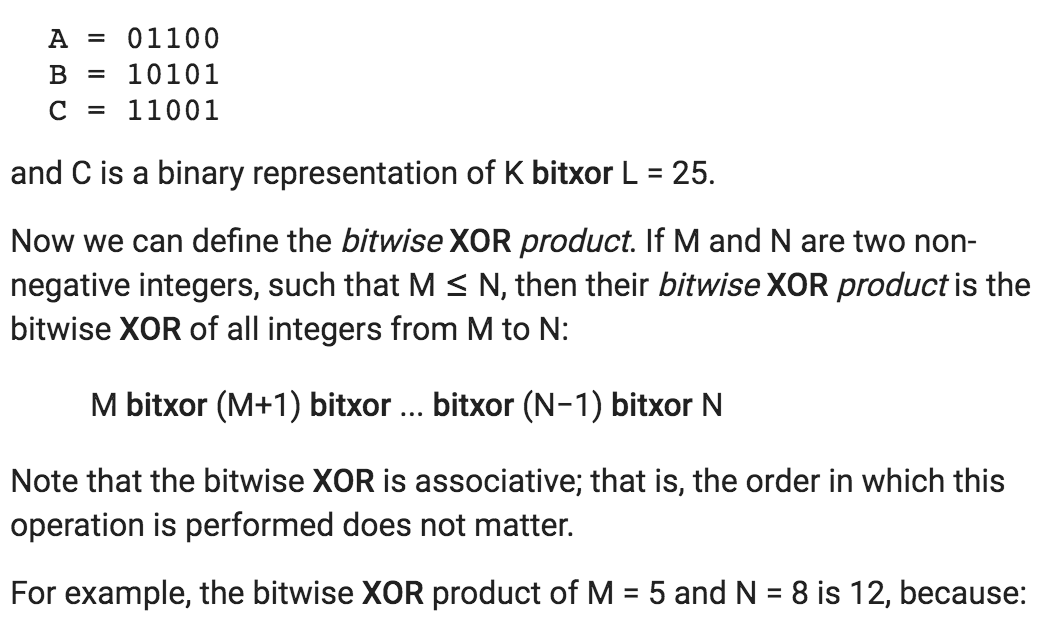 A = 01100
B = 10101
C = 11001
and C is a binary representation of K bitxor L = 25.
Now we can define the bitwise XOR product. If M and N are two non-
negative integers, such that M ≤ N, then their bitwise XOR product is the
bitwise XOR of all integers from M to N:
M bitxor (M+1) bitxor ... bitxor (N−1) bitxor N
Note that the bitwise XOR is associative; that is, the order in which this
operation is performed does not matter.
For example, the bitwise XOR product of M = 5 and N = 8 is 12, because: